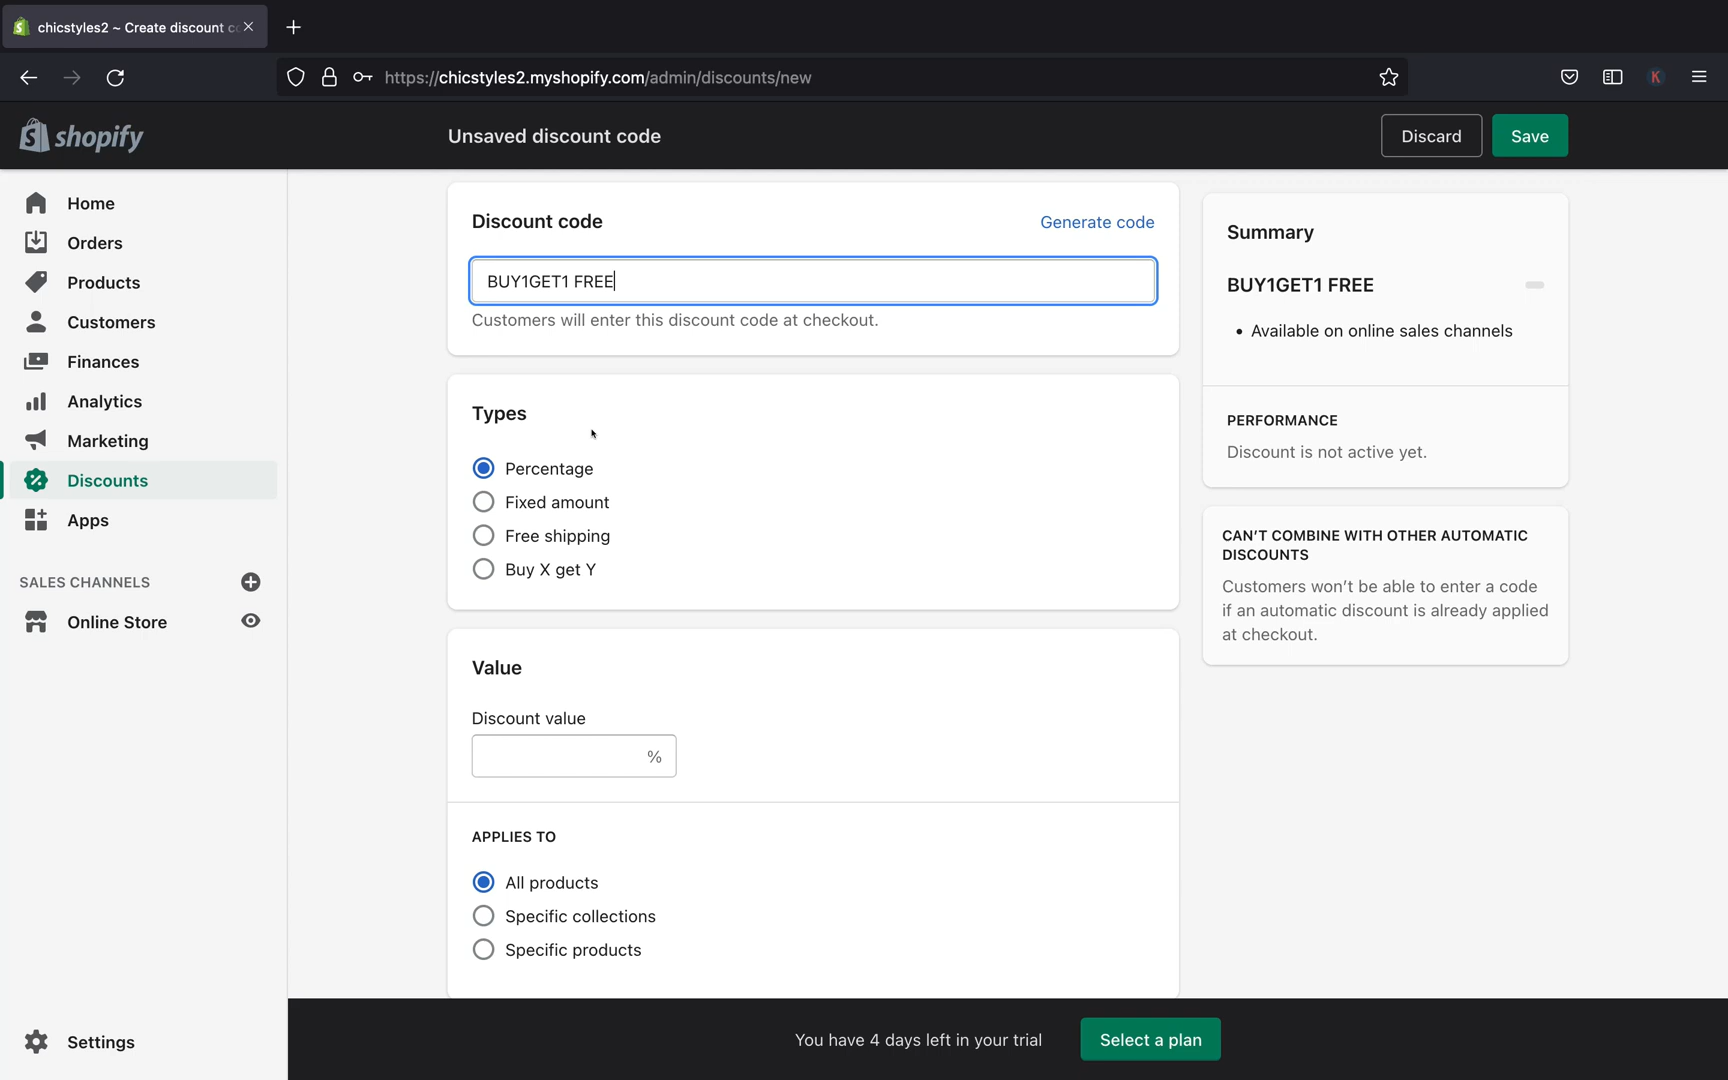 chicstyles2 ~ Create discount c
https://chicstyles2.myshopify.com/admin/discounts/new
K
shopify
Unsaved discount code
Discard
Save
Home
Orders
Products
Customers
Finances
Analytics
Marketing
Discounts
Apps
SALES CHANNELS
Online Store
Settings
Discount code
Generate code
BUY1GET1 FREE
Customers will enter this discount code at checkout.
Types
Percentage
Fixed amount
Free shipping
Buy X get Y
Value
Discount value
%
APPLIES TO
All products
Specific collections
Specific products
Summary
BUY1GET1 FREE
• Available on online sales channels
PERFORMANCE
Discount is not active yet.
CAN'T COMBINE WITH OTHER AUTOMATIC
DISCOUNTS
Customers won't be able to enter a code
if an automatic discount is already applied
at checkout.
You have 4 days left in your trial
Select a plan